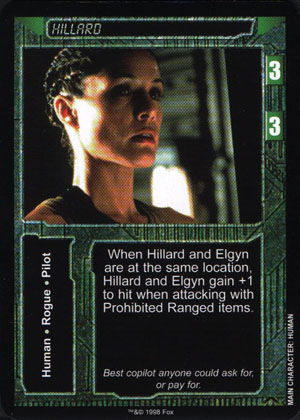 HILLARD
3
3
Human • Rogue • Pilot
When Hillard and Elgyn
are at the same location,
Hillard and Elgyn gain +1
to hit when attacking with
Prohibited Ranged items.
Best copilot anyone could ask for,
or pay for.
MAIN CHARACTER: HUMAN
™&© 1998 Fox